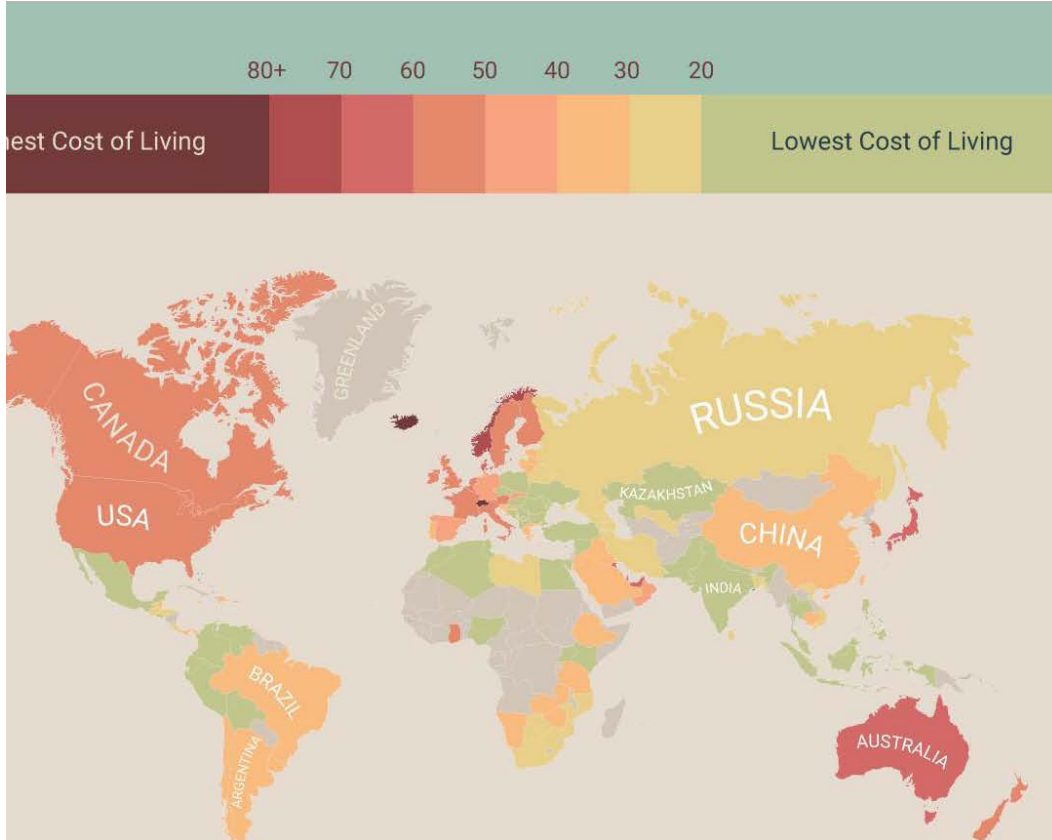 80+ 70 60 50 40 30 20
hest Cost of Living
Lowest Cost of Living
GREENLAND
CANADA
RUSSIA
KAZAKHSTAN
USA
CHINA
INDIA
BRAZIL
ARGENTINA
AUSTRALIA